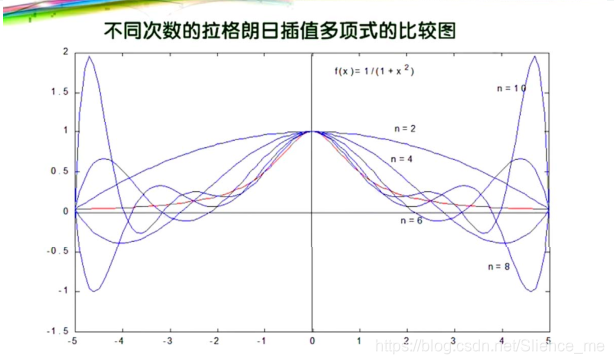 不同次数的拉格朗日插值多项式的比较图
2
f(x)=1/(1+x²)
1.5
n=10
n=2
1
n=4
0.5
0
n=6
-0.5
n=8
-1
-1.5
-5 -4 -3 -2 -1 0 1 2 3 4 5
https://blog.csdn.net/Slience_me